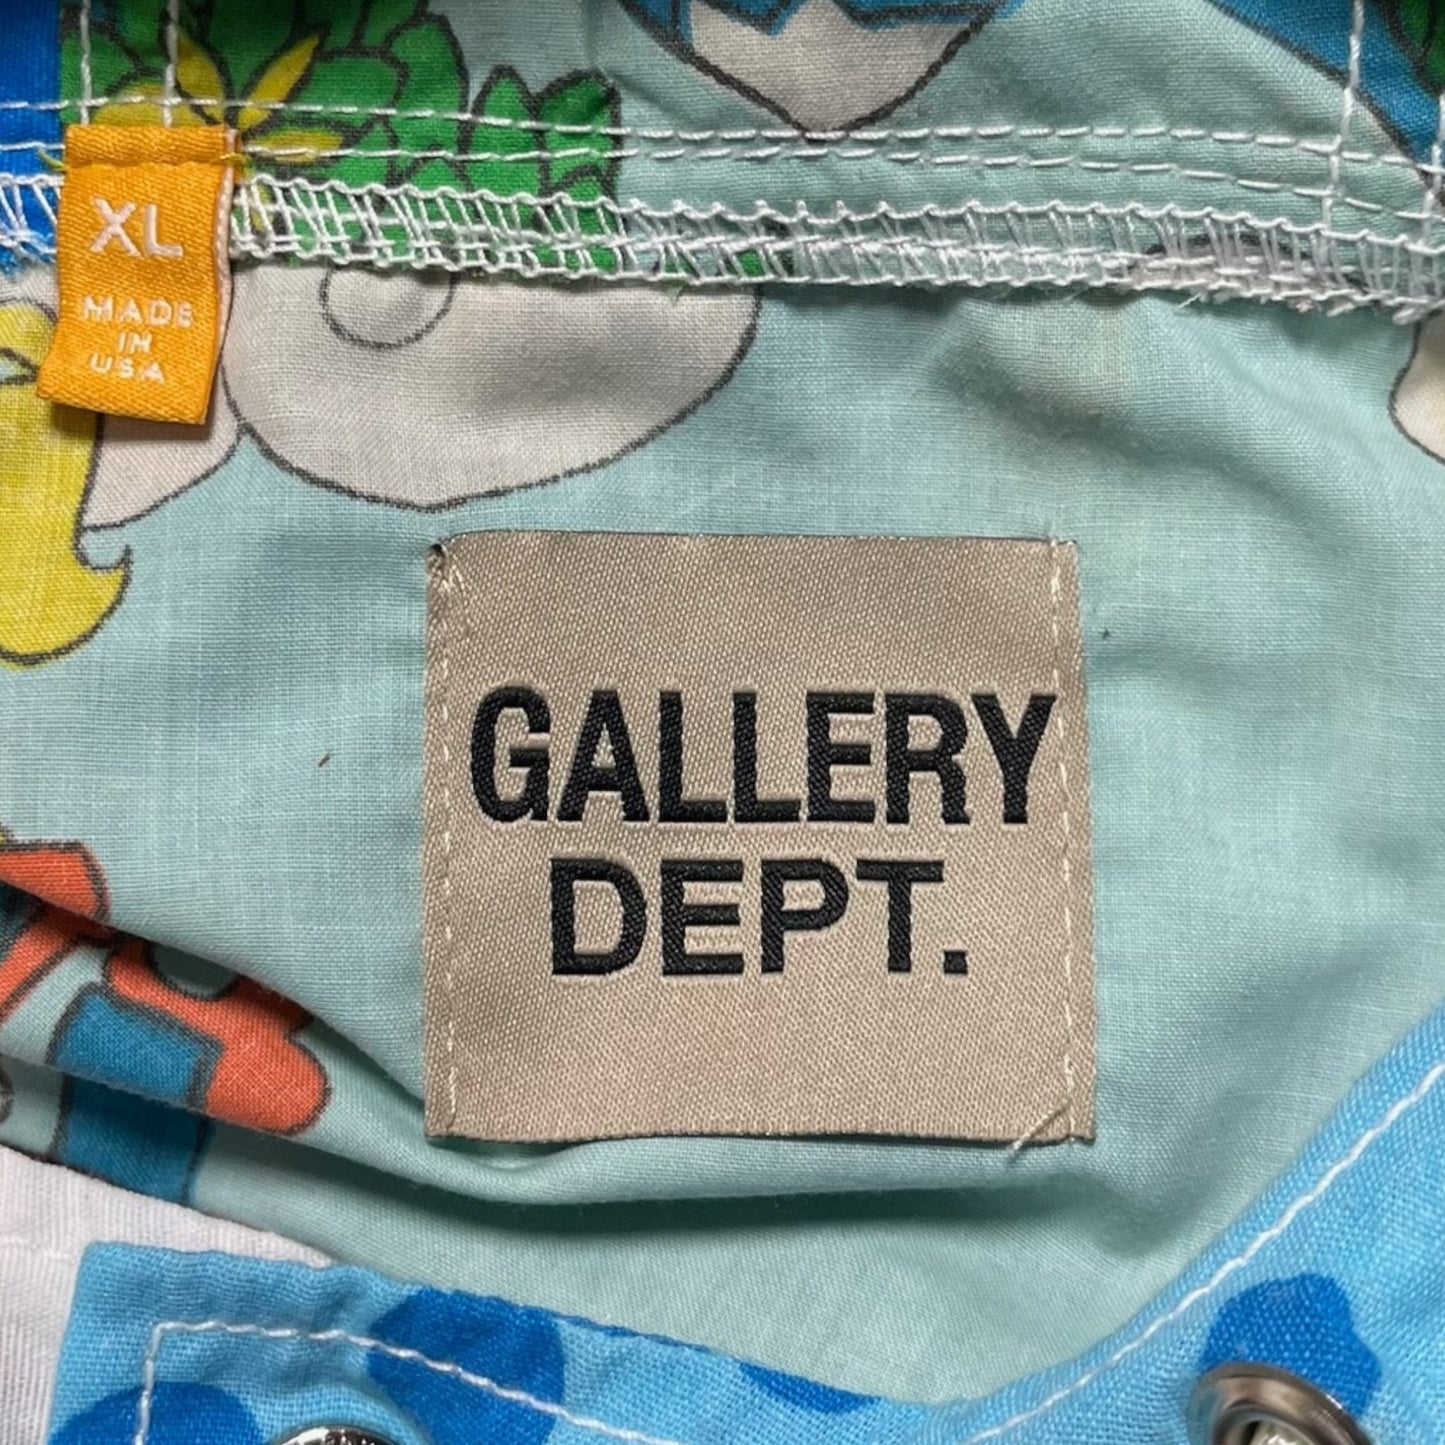 XL
MADE
IN
USA
GALLERY
DEPT.